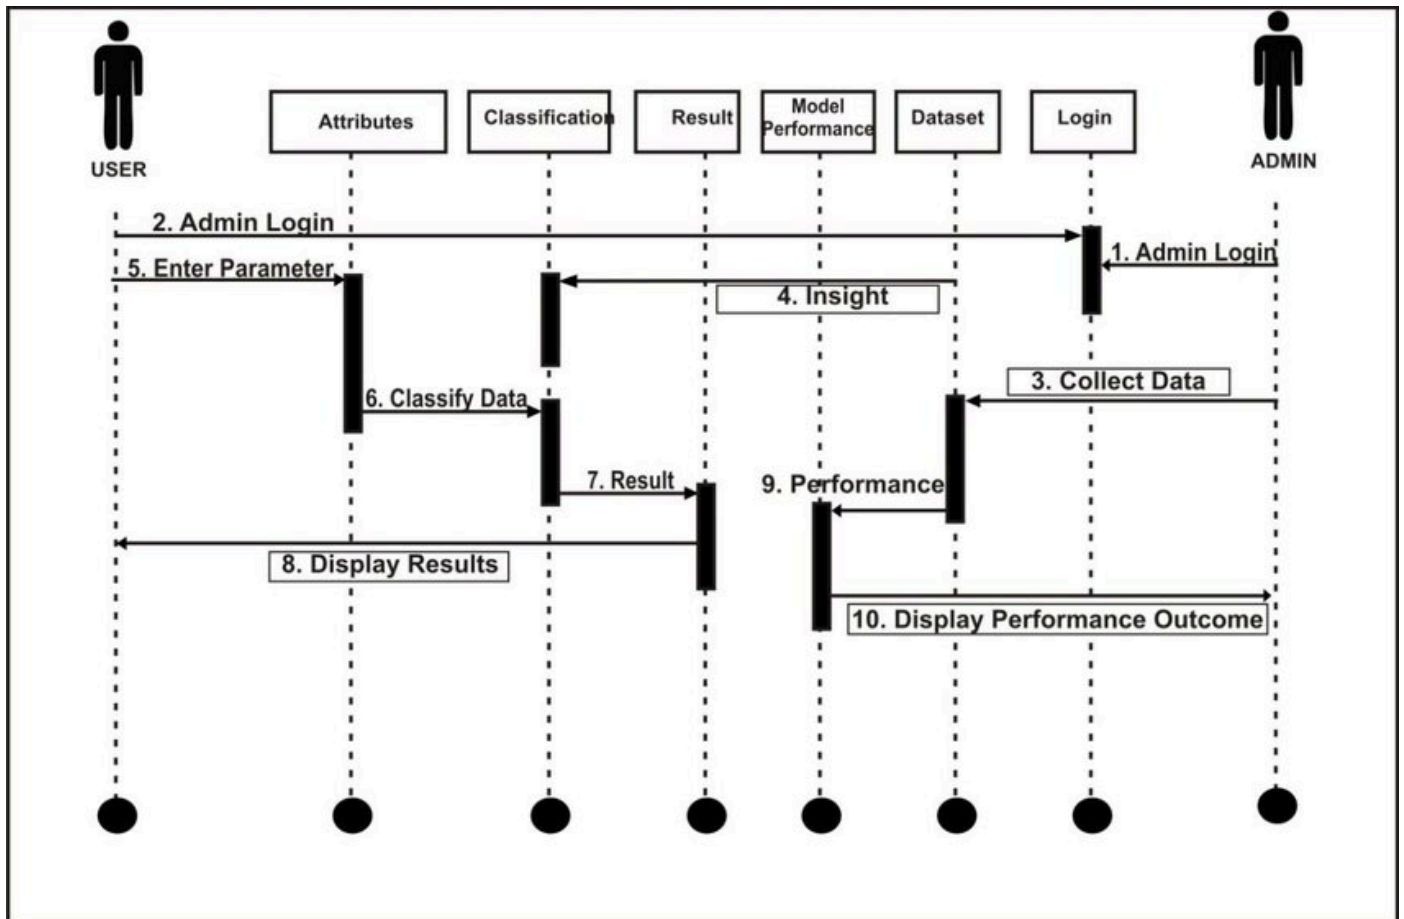 USER
Attributes
Classification
Result
Model
Performance
Dataset
Login
ADMIN
2. Admin Login
1. Admin Login
5. Enter Parameter
4. Insight
3. Collect Data
6. Classify Data
7. Result
9. Performance
8. Display Results
10. Display Performance Outcome